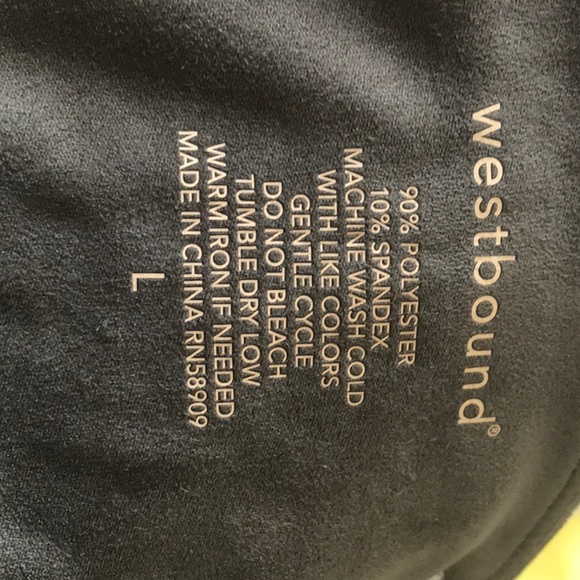 westbound®
90% POLYESTER
10% SPANDEX
MACHINE WASH COLD
WITH LIKE COLORS
GENTLE CYCLE
DO NOT BLEACH
TUMBLE DRY LOW
WARM IRON IF NEEDED
MADE IN CHINA RN58909
L